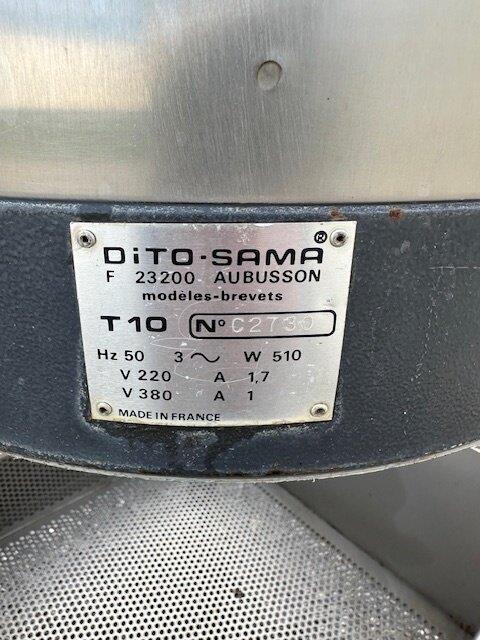 DiTO-SAMA ®
F 23200 AUBUSSON
modèles-brevets
T10 N° C2730
Hz 50 3 ~ W 510
V 220 A 1,7
V 380 A 1
MADE IN FRANCE